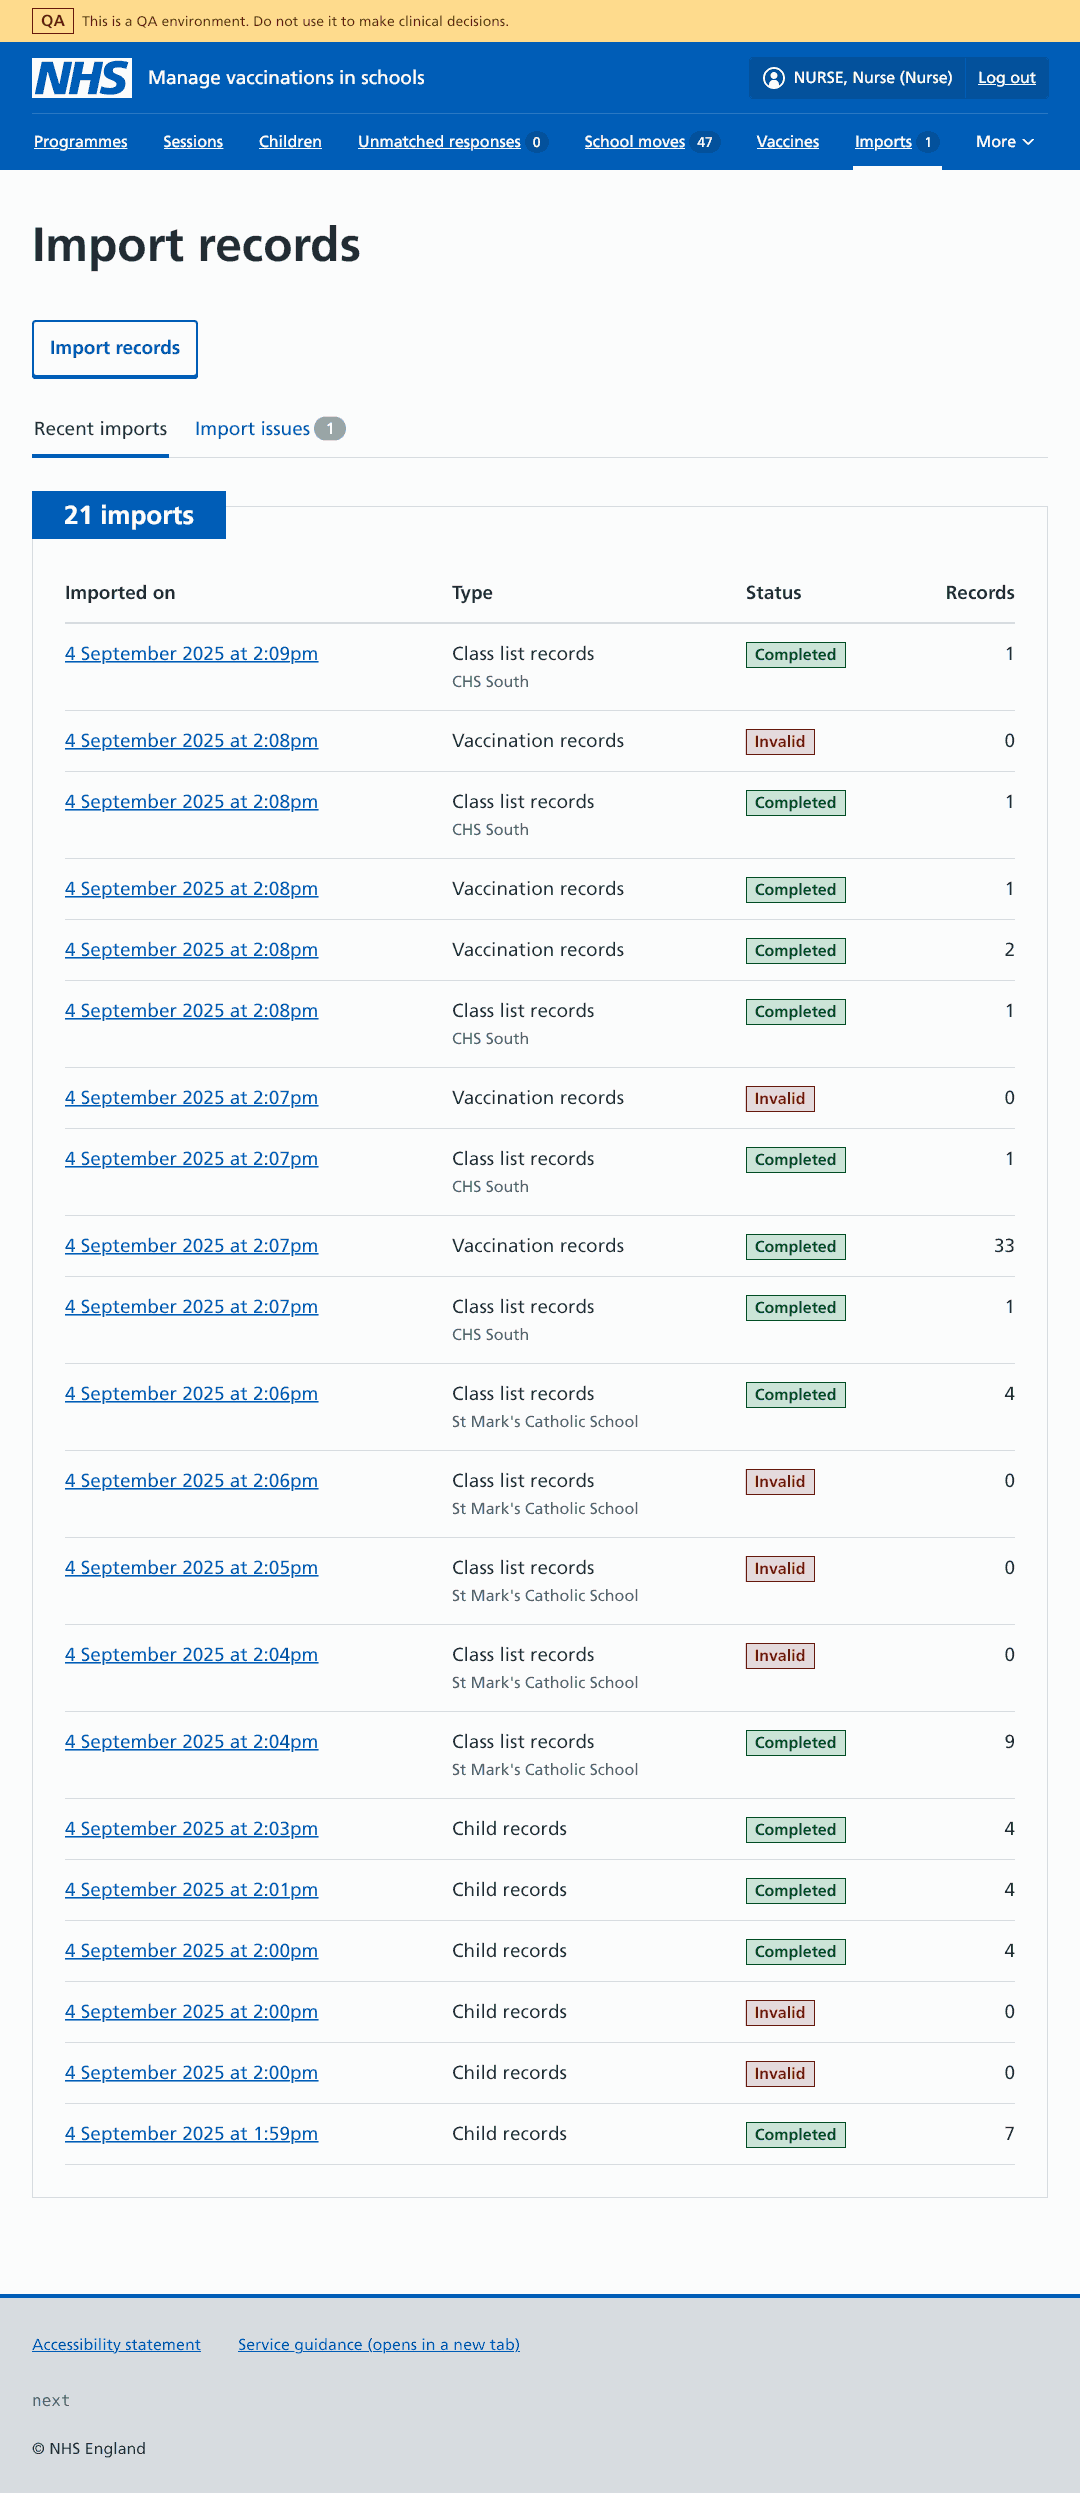 QA This is a QA environment. Do not use it to make clinical decisions.
NHS Manage vaccinations in schools NURSE, Nurse (Nurse) Log out
Programmes Sessions Children Unmatched responses 0 School moves 47 Vaccines Imports 1 More
Import records
Import records
Recent imports Import issues 1
21 imports
Imported on Type Status Records
4 September 2025 at 2:09pm Class list records Completed 1
CHS South
4 September 2025 at 2:08pm Vaccination records Invalid 0
4 September 2025 at 2:08pm Class list records Completed 1
CHS South
4 September 2025 at 2:08pm Vaccination records Completed 1
4 September 2025 at 2:08pm Vaccination records Completed 2
4 September 2025 at 2:08pm Class list records Completed 1
CHS South
4 September 2025 at 2:07pm Vaccination records Invalid 0
4 September 2025 at 2:07pm Class list records Completed 1
CHS South
4 September 2025 at 2:07pm Vaccination records Completed 33
4 September 2025 at 2:07pm Class list records Completed 1
CHS South
4 September 2025 at 2:06pm Class list records Completed 4
St Mark's Catholic School
4 September 2025 at 2:06pm Class list records Invalid 0
St Mark's Catholic School
4 September 2025 at 2:05pm Class list records Invalid 0
St Mark's Catholic School
4 September 2025 at 2:04pm Class list records Invalid 0
St Mark's Catholic School
4 September 2025 at 2:04pm Class list records Completed 9
St Mark's Catholic School
4 September 2025 at 2:03pm Child records Completed 4
4 September 2025 at 2:01pm Child records Completed 4
4 September 2025 at 2:00pm Child records Completed 4
4 September 2025 at 2:00pm Child records Invalid 0
4 September 2025 at 2:00pm Child records Invalid 0
4 September 2025 at 1:59pm Child records Completed 7
Accessibility statement Service guidance (opens in a new tab)
next
© NHS England